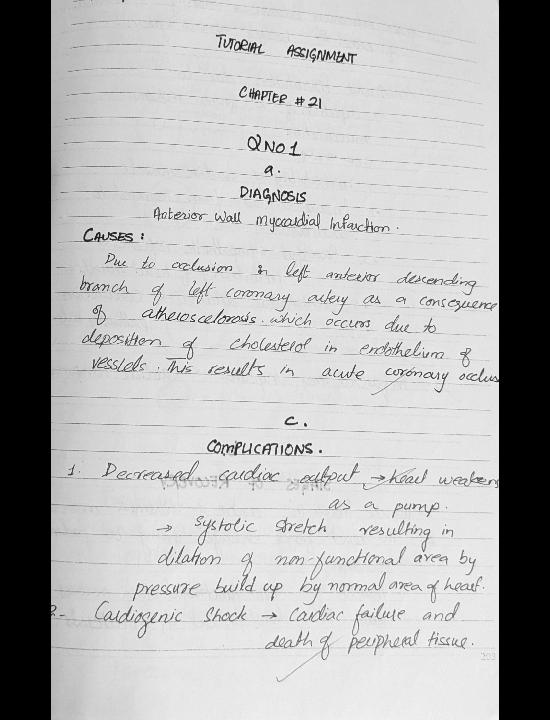 TUTORIAL ASSIGNMENT
CHAPTER # 21
Q NO 1
a.
DIAGNOSIS
Anterior Wall Myocardial Infarction.
CAUSES :
Due to occlusion in left anterior descending
branch of left coronary artery as a consequence
of atheroscelorosis. which occurs due to
deposition of cholesterol in endothelium of
vesslels. This results in acute coronary occlus
C.
COMPLICATIONS.
1. Decreased cardiac output → heart weakens
as a pump.
→ systolic stretch resulting in
dilation of non-functional area by
pressure build up by normal area of heart.
2- Cardiogenic Shock → Cardiac failure and
death of peripheral tissue.